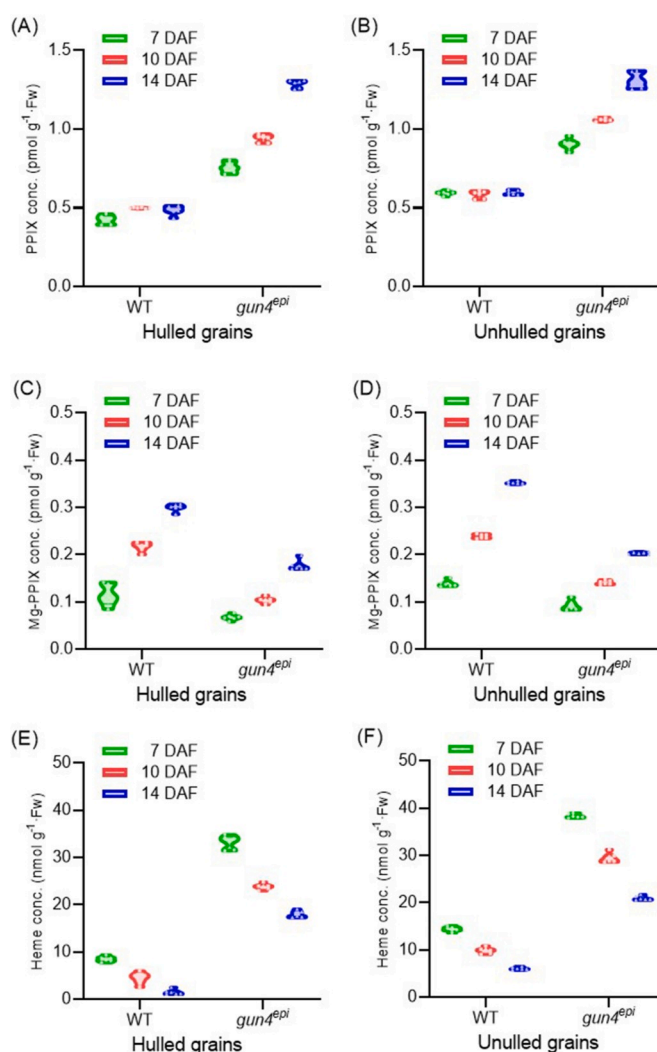 (A)
7 DAF
10 DAF
14 DAF
PPIX conc. (pmol g⁻¹·Fw)
1.5
1.0
0.5
0.0
WT
gun4ᵉᵖⁱ
Hulled grains
(B)
7 DAF
10 DAF
14 DAF
PPIX conc. (pmol g⁻¹·Fw)
1.5
1.0
0.5
0.0
WT
gun4ᵉᵖⁱ
Unhulled grains
(C)
7 DAF
10 DAF
14 DAF
Mg-PPIX conc. (pmol g⁻¹·Fw)
0.5
0.4
0.3
0.2
0.1
0.0
WT
gun4ᵉᵖⁱ
Hulled grains
(D)
7 DAF
10 DAF
14 DAF
Mg-PPIX conc. (pmol g⁻¹·Fw)
0.5
0.4
0.3
0.2
0.1
0.0
WT
gun4ᵉᵖⁱ
Unhulled grains
(E)
7 DAF
10 DAF
14 DAF
Heme conc. (nmol g⁻¹·Fw)
50
40
30
20
10
0
WT
gun4ᵉᵖⁱ
Hulled grains
(F)
7 DAF
10 DAF
14 DAF
Heme conc. (nmol g⁻¹·Fw)
50
40
30
20
10
0
WT
gun4ᵉᵖⁱ
Unulled grains